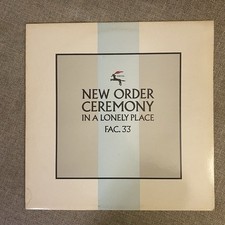 NEW ORDER
CEREMONY
IN A LONELY PLACE
FAC. 33